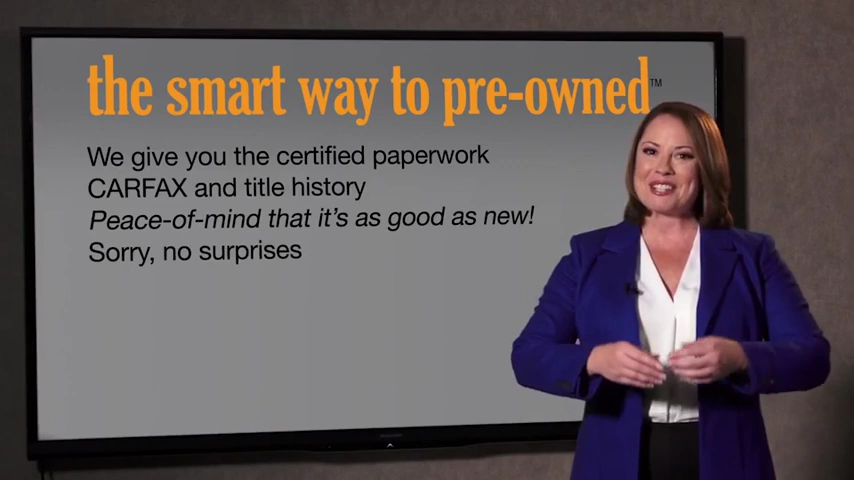 the smart way to pre-owned™
We give you the certified paperwork
CARFAX and title history
Peace-of-mind that it's as good as new!
Sorry, no surprises